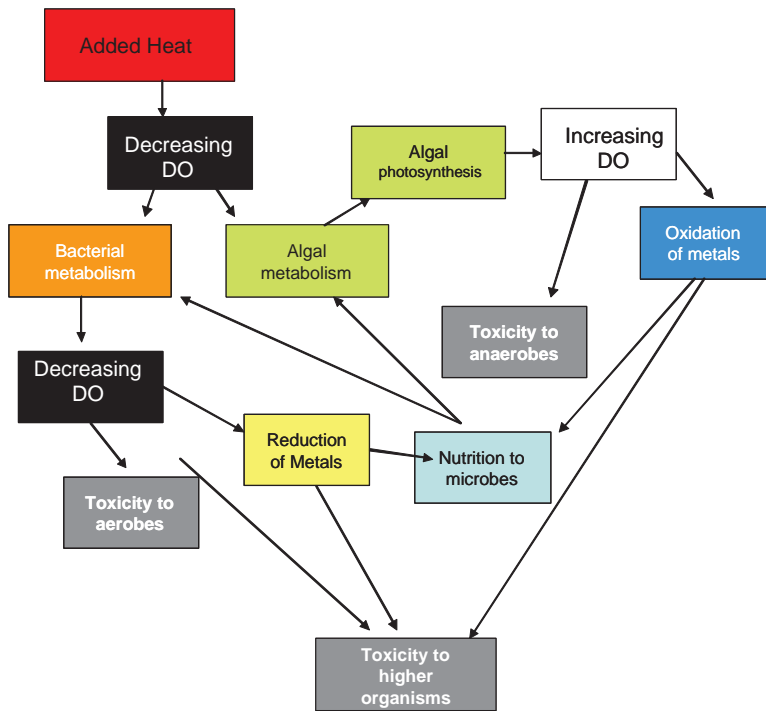 Added Heat
Decreasing
DO
Algal
photosynthesis
Increasing
DO
Bacterial
metabolism
Algal
metabolism
Oxidation
of metals
Toxicity to
anaerobes
Decreasing
DO
Reduction
of Metals
Nutrition to
microbes
Toxicity to
aerobes
Toxicity to
higher
organisms